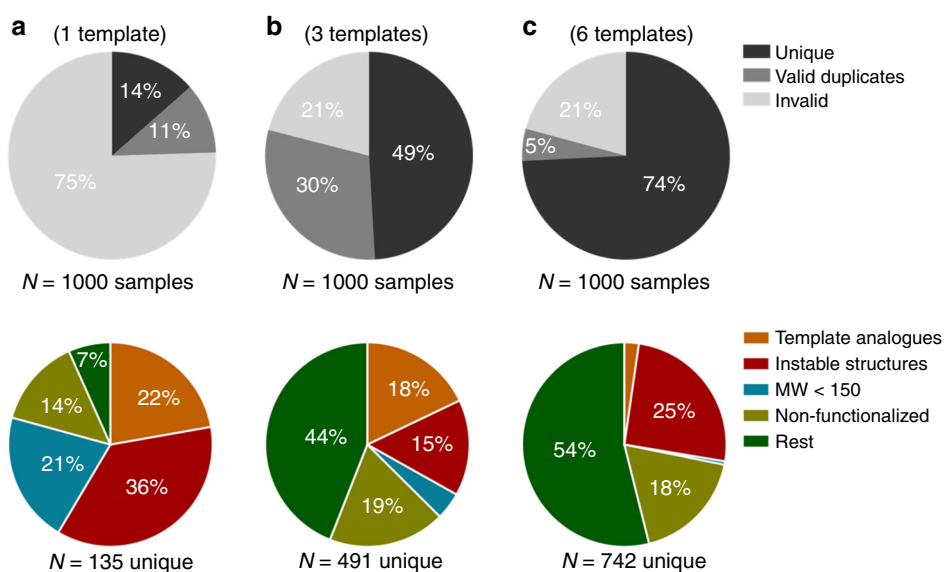 a
(1 template)
b
(3 templates)
c
(6 templates)
14%
11%
75%
N = 1000 samples
21%
49%
30%
N = 1000 samples
21%
5%
74%
N = 1000 samples
Unique
Valid duplicates
Invalid
7%
22%
14%
21%
36%
N = 135 unique
18%
44%
15%
19%
N = 491 unique
25%
54%
18%
N = 742 unique
Template analogues
Instable structures
MW < 150
Non-functionalized
Rest